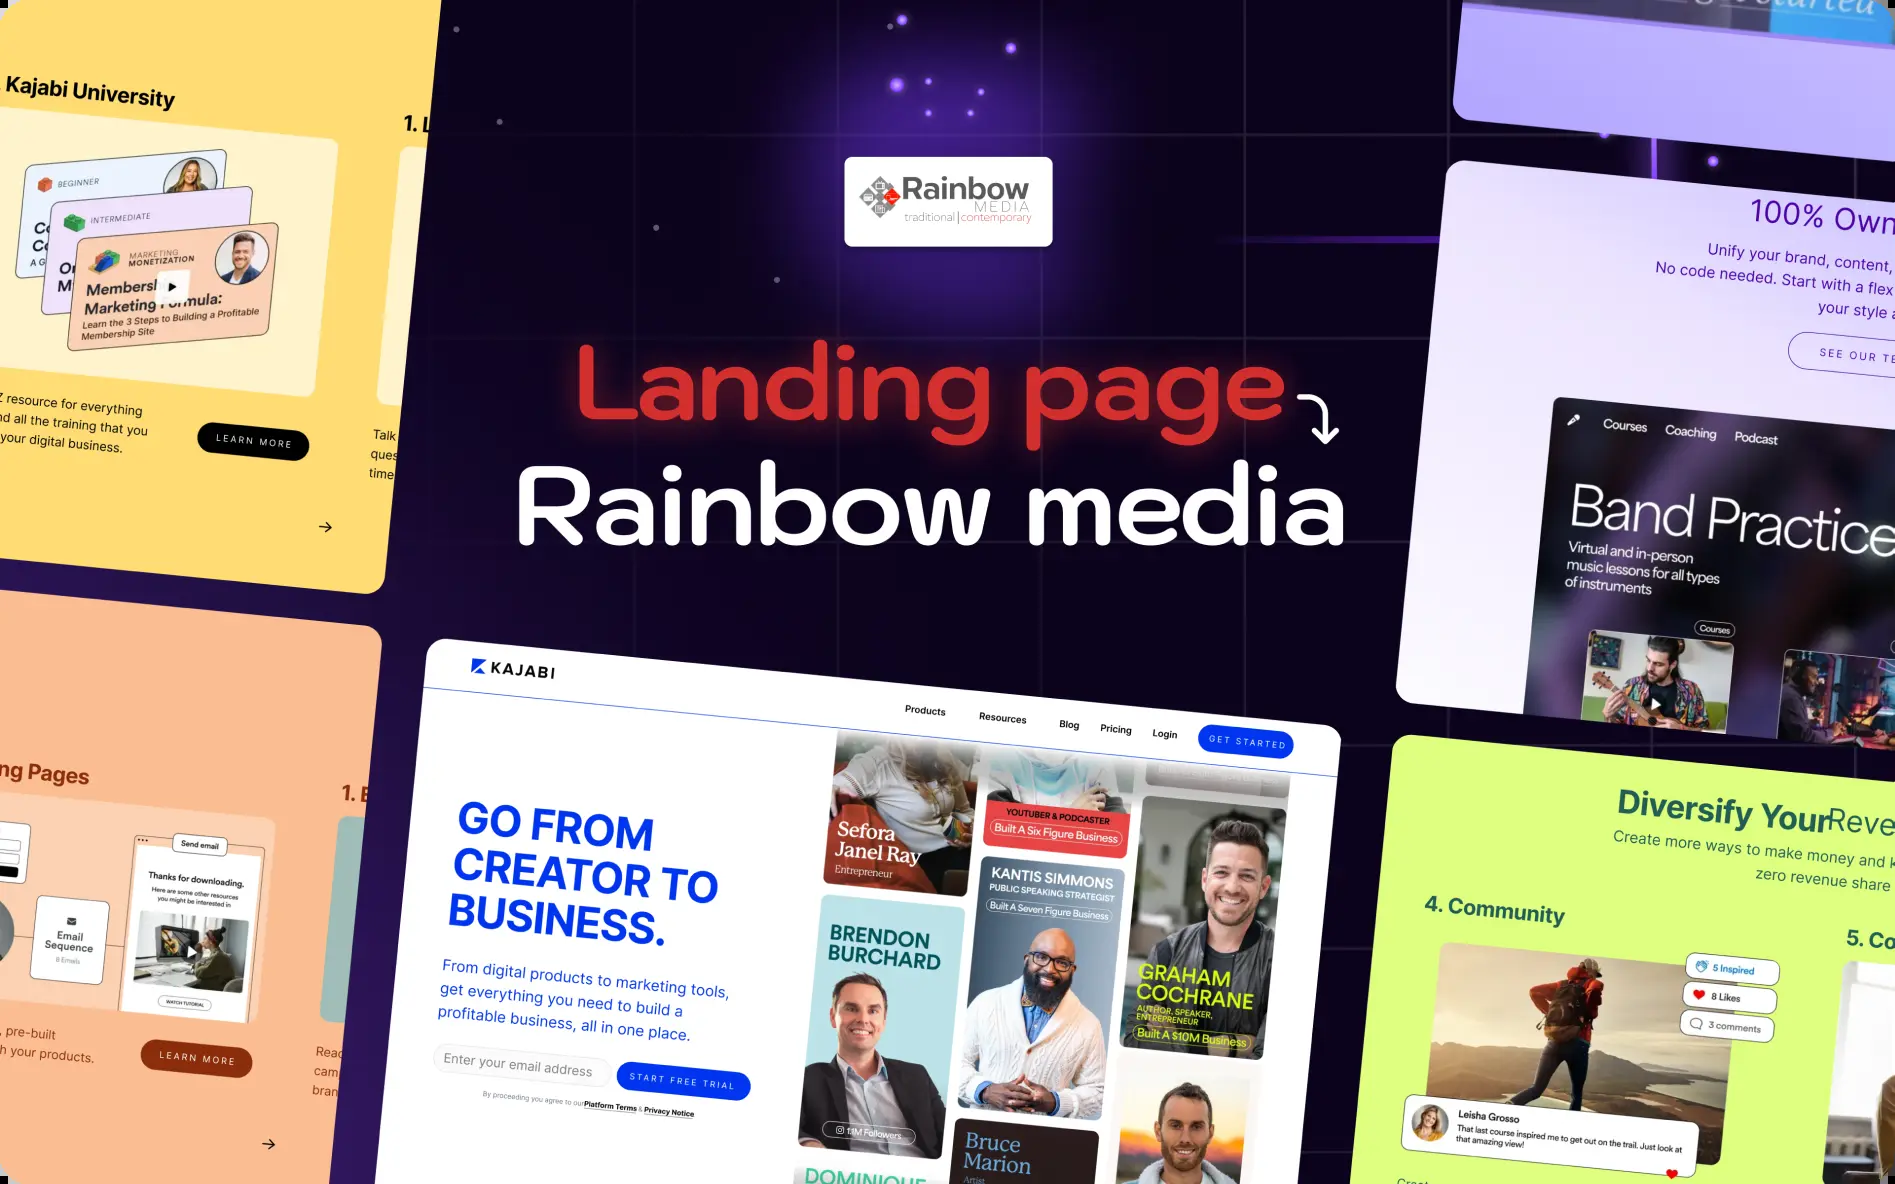 Kajabi University
BEGINNER
INTERMEDIATE
MARKETING
MONETIZATION
Marketing Formula:
Learn the 3 Steps to Building a Profitable
Membership Site
resource for everything
all the training that you
your digital business.
LEARN MORE
1.
Talk
time
Rainbow
MEDIA
traditional|contemporary
Landing page
Rainbow media
100% Own
Unify your brand, content,
No code needed. Start with a flex
your style
SEE OUR TE
Courses
Coaching
Podcast
Band Practice
Virtual and in-person
music lessons for all types
of instruments
Courses
ng Pages
1.
Send email
Thanks for downloading.
Here are some other resources
you might be interested in
Email
Sequence
8 Emails
WATCH TUTORIAL
, pre-built
your products.
LEARN MORE
KAJABI
Products
Resources
Blog
Pricing
Login
GET STARTED
GO FROM
CREATOR TO
BUSINESS.
From digital products to marketing tools,
get everything you need to build a
profitable business, all in one place.
Enter your email address
START FREE TRIAL
By proceeding you agree to our Platform Terms & Privacy Notice
Sefora
Janel Ray
Entrepreneur
YOUTUBER & PODCASTER
Built A Six Figure Business
BRENDON
BURCHARD
1.1M Followers
DOMINIQUE
KANTIS SIMMONS
PUBLIC SPEAKING STRATEGIST
Built A Seven Figure Business
Bruce
Marion
Artist
GRAHAM
COCHRANE
AUTHOR, SPEAKER,
ENTREPRENEUR
Built A $10M Business
Diversify Your Reve
Create more ways to make money and k
zero revenue share
4. Community
5. Co
5 Inspired
8 Likes
3 comments
Leisha Grosso
That last course inspired me to get out on the trail. Just look at
that amazing view!